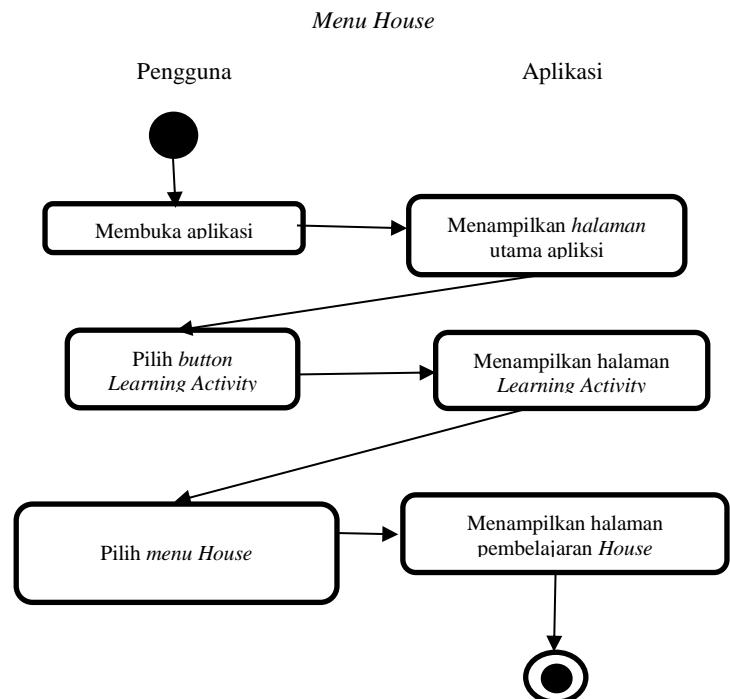 Menu House
Pengguna
Aplikasi
Membuka aplikasi
Menampilkan halaman
utama apliksi
Pilih button
Learning Activity
Menampilkan halaman
Learning Activity
Pilih menu House
Menampilkan halaman
pembelajaran House